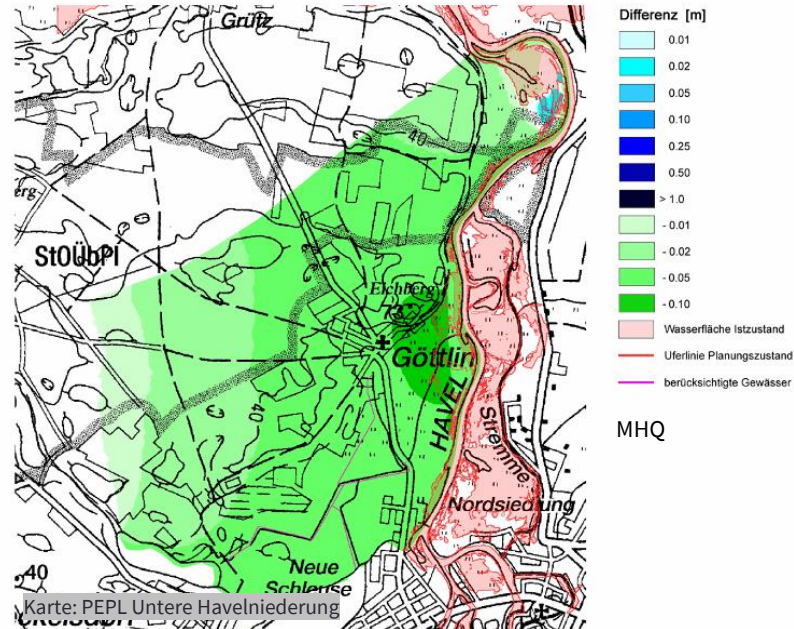 Grütz
40
erg
StOÜbPl
Eichberg
73
Göttlin
HAVEL
40
Stremme
Nordsiedlung
Neue
Schleuse
40
Karte: PEPL Untere Havelniederung
Differenz [m]
0.01
0.02
0.05
0.10
0.25
0.50
> 1.0
- 0.01
- 0.02
- 0.05
- 0.10
Wasserfläche Istzustand
Uferlinie Planungszustand
berücksichtigte Gewässer
MHQ